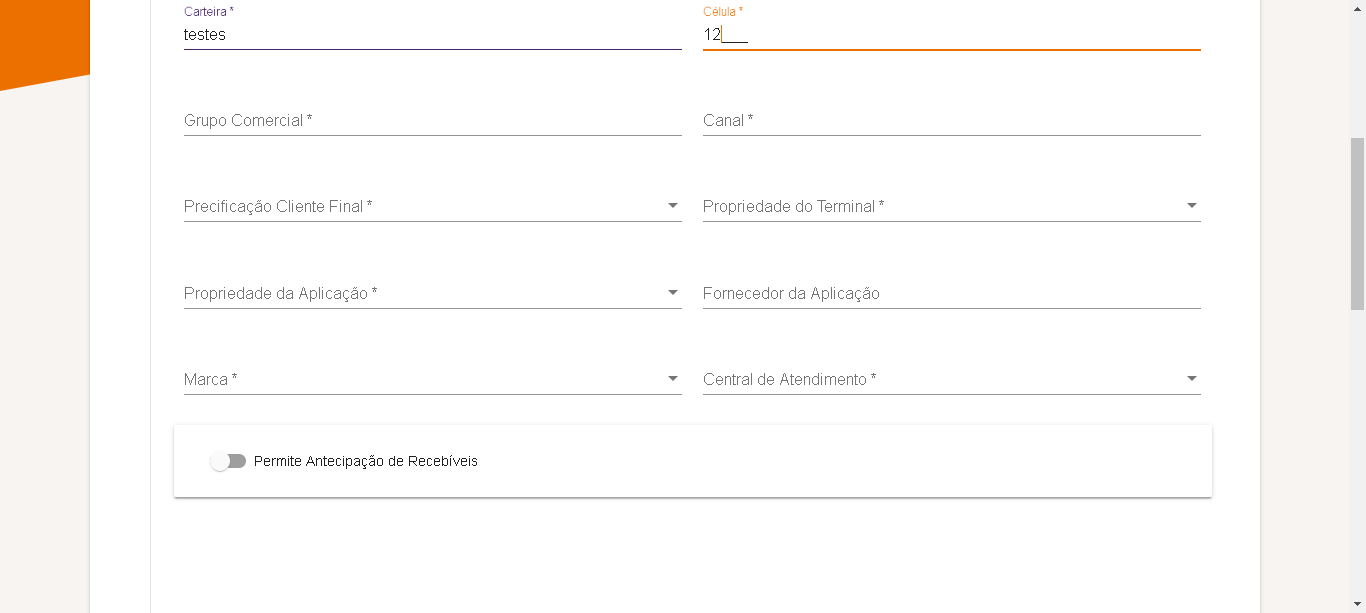 Carteira * Célula *
testes 12___
Grupo Comercial * Canal *
Precificação Cliente Final * Propriedade do Terminal *
Propriedade da Aplicação * Fornecedor da Aplicação
Marca * Central de Atendimento *
Permite Antecipação de Recebíveis